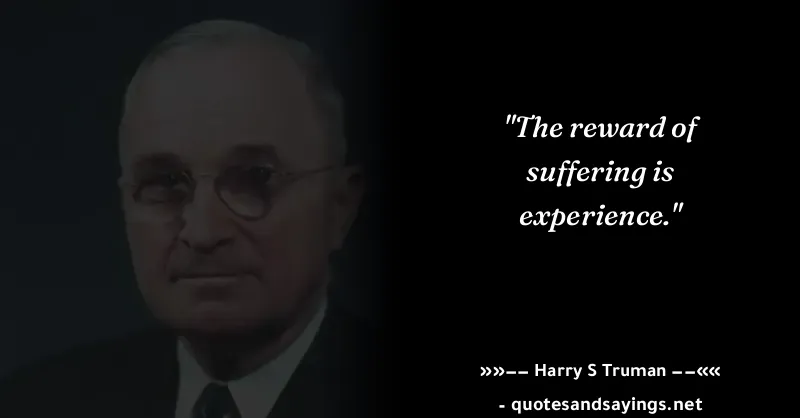 "The reward of
suffering is
experience."
»»–– Harry S Truman ––««
- quotesandsayings.net